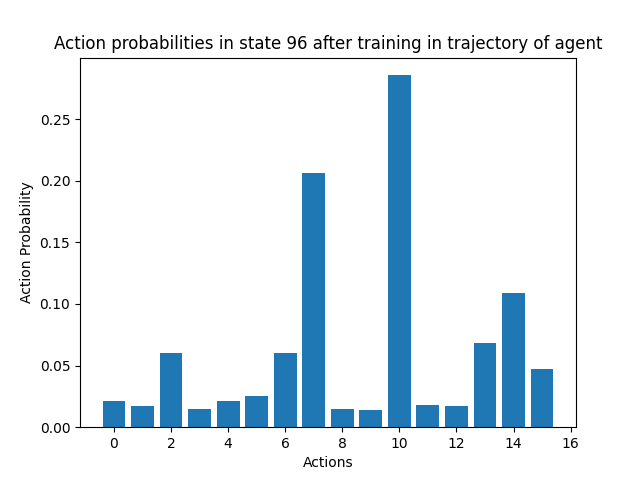 Action probabilities in state 96 after training in trajectory of agent
0.25
0.20
0.15
0.10
0.05
0.00
Action Probability
0 2 4 6 8 10 12 14 16
Actions